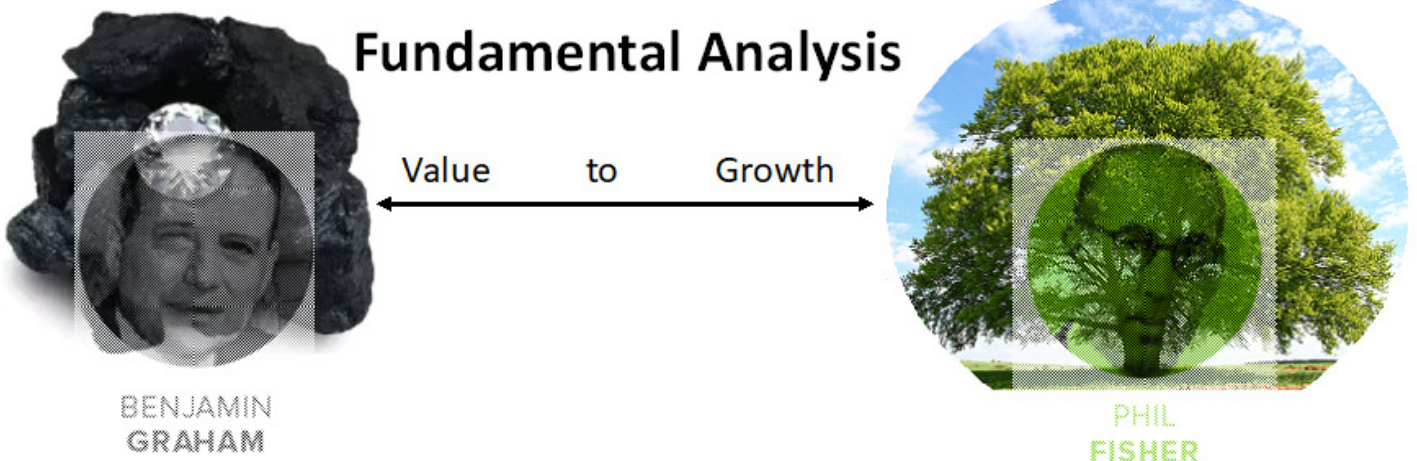 Fundamental Analysis
Value to Growth
BENJAMIN
GRAHAM
PHIL
FISHER